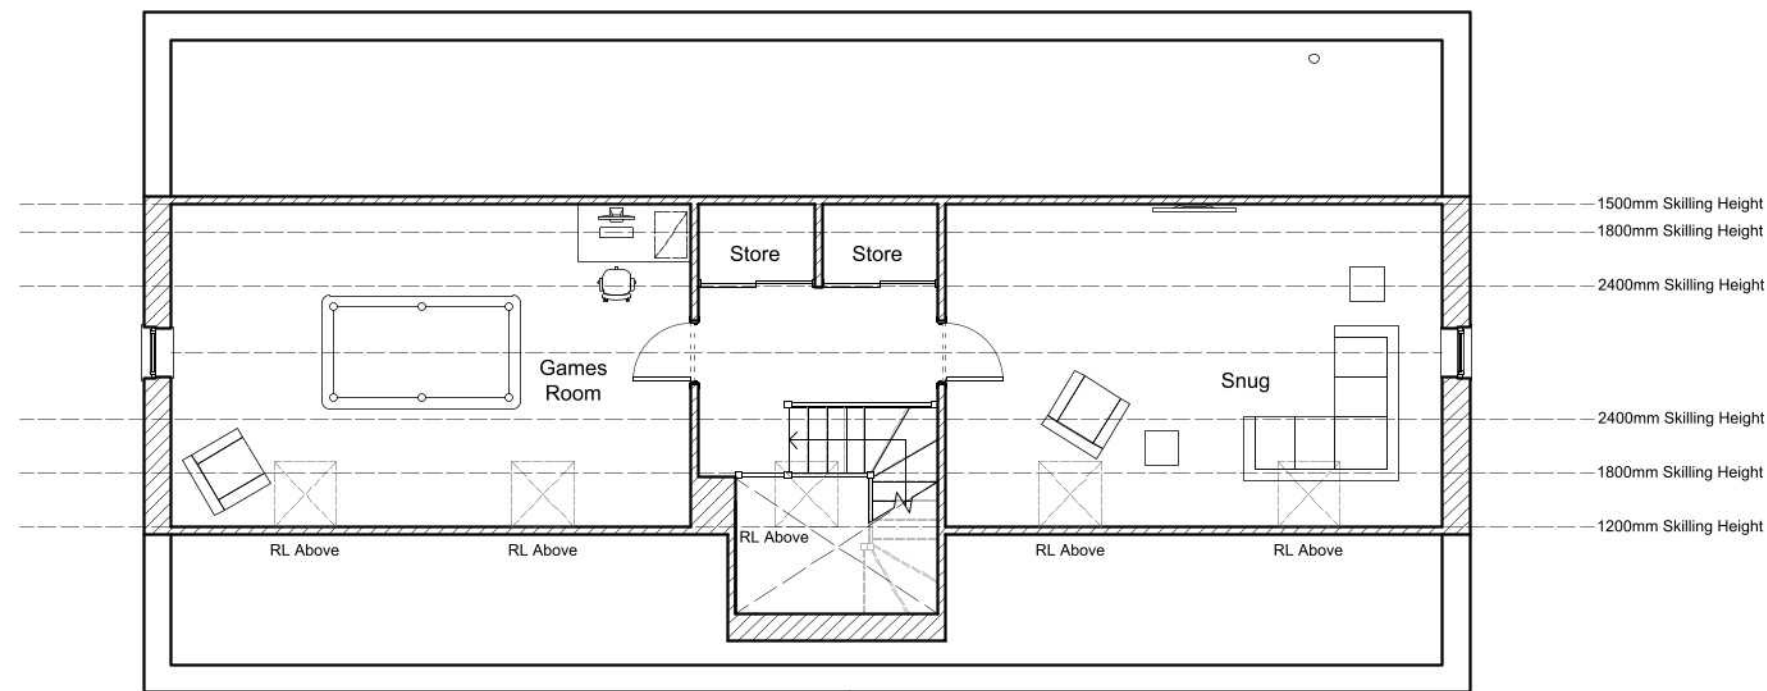 1500mm Skilling Height
1800mm Skilling Height
Store
Store
2400mm Skilling Height
Games
Room
Snug
2400mm Skilling Height
1800mm Skilling Height
1200mm Skilling Height
RL Above
RL Above
RL Above
RL Above
RL Above